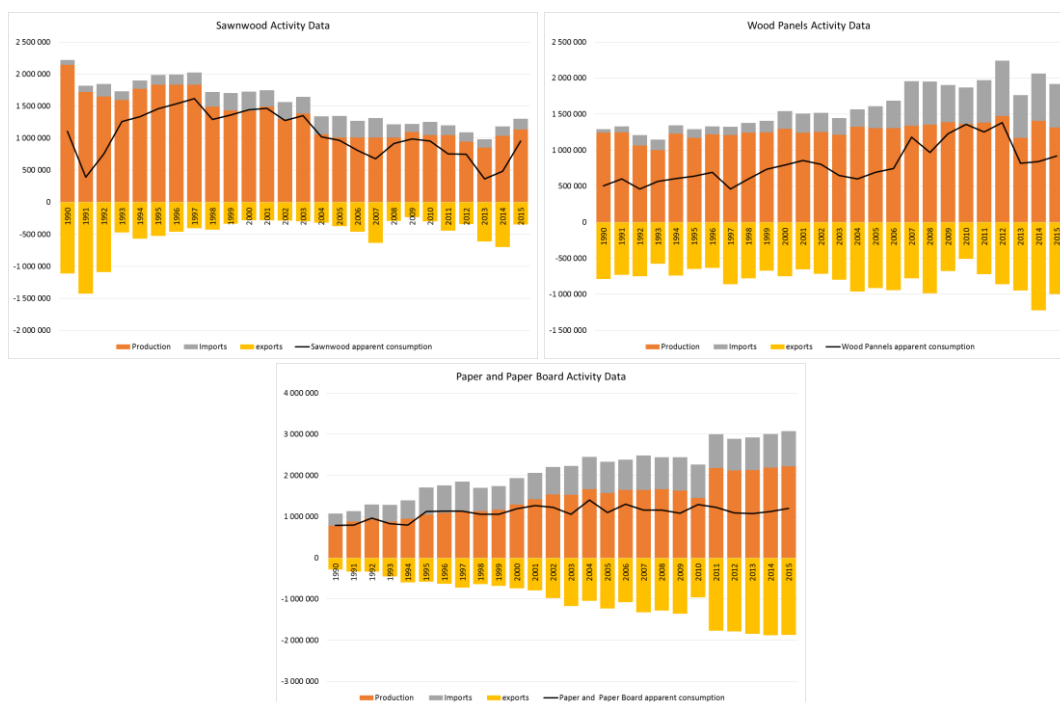 Sawnwood Activity Data
2 500 000
2 000 000
1 500 000
1 000 000
500 000
0
-500 000
-1 000 000
-1 500 000
-2 000 000
1990 1991 1992 1993 1994 1995 1996 1997 1998 1999 2000 2001 2002 2003 2004 2005 2006 2007 2008 2009 2010 2011 2012 2013 2014 2015
Production Imports exports Sawnwood apparent consumption
Wood Panels Activity Data
2 500 000
2 000 000
1 500 000
1 000 000
500 000
0
-500 000
-1 000 000
-1 500 000
1990 1991 1992 1993 1994 1995 1996 1997 1998 1999 2000 2001 2002 2003 2004 2005 2006 2007 2008 2009 2010 2011 2012 2013 2014 2015
Production Imports exports Wood Pannels apparent consumption
Paper and Paper Board Activity Data
4 000 000
3 000 000
2 000 000
1 000 000
0
-1 000 000
-2 000 000
-3 000 000
1990 1991 1992 1993 1994 1995 1996 1997 1998 1999 2000 2001 2002 2003 2004 2005 2006 2007 2008 2009 2010 2011 2012 2013 2014 2015
Production Imports exports Paper and Paper Board apparent consumption